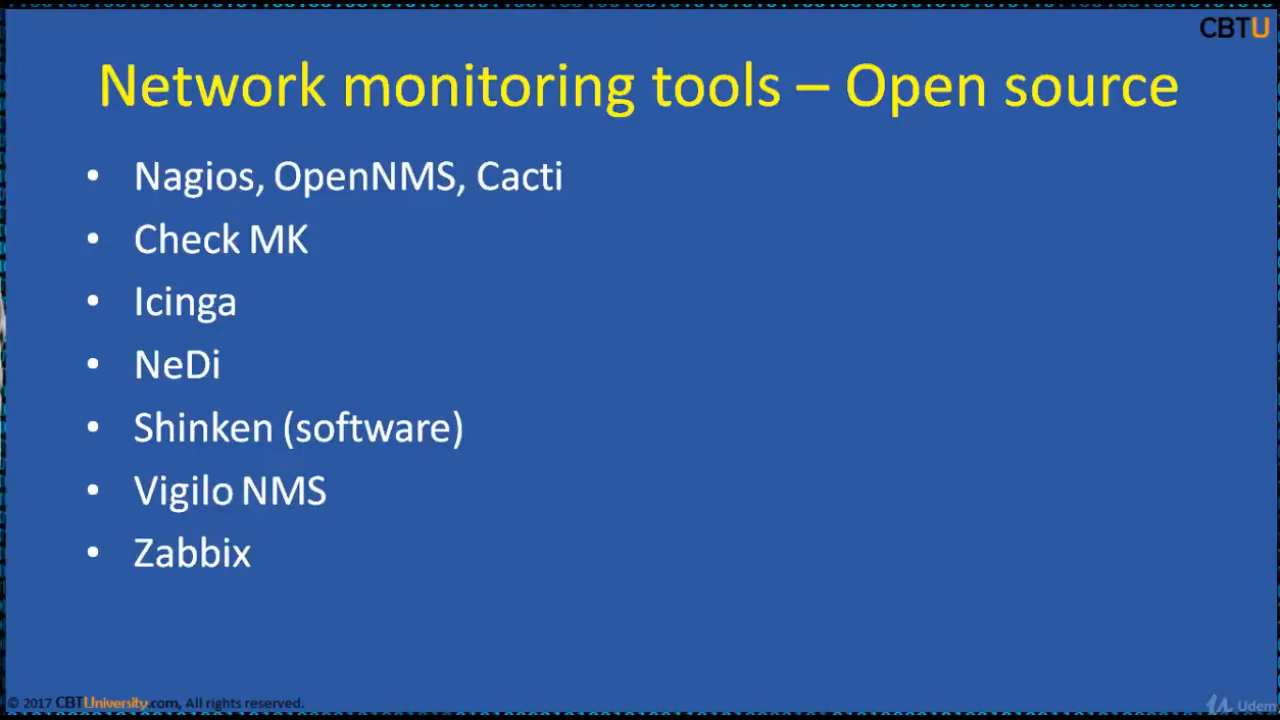 CBTU
Network monitoring tools – Open source
• Nagios, OpenNMS, Cacti
• Check MK
• Icinga
• NeDi
• Shinken (software)
• Vigilo NMS
• Zabbix
© 2017 CBTUniversity.com, All rights reserved.
Udem